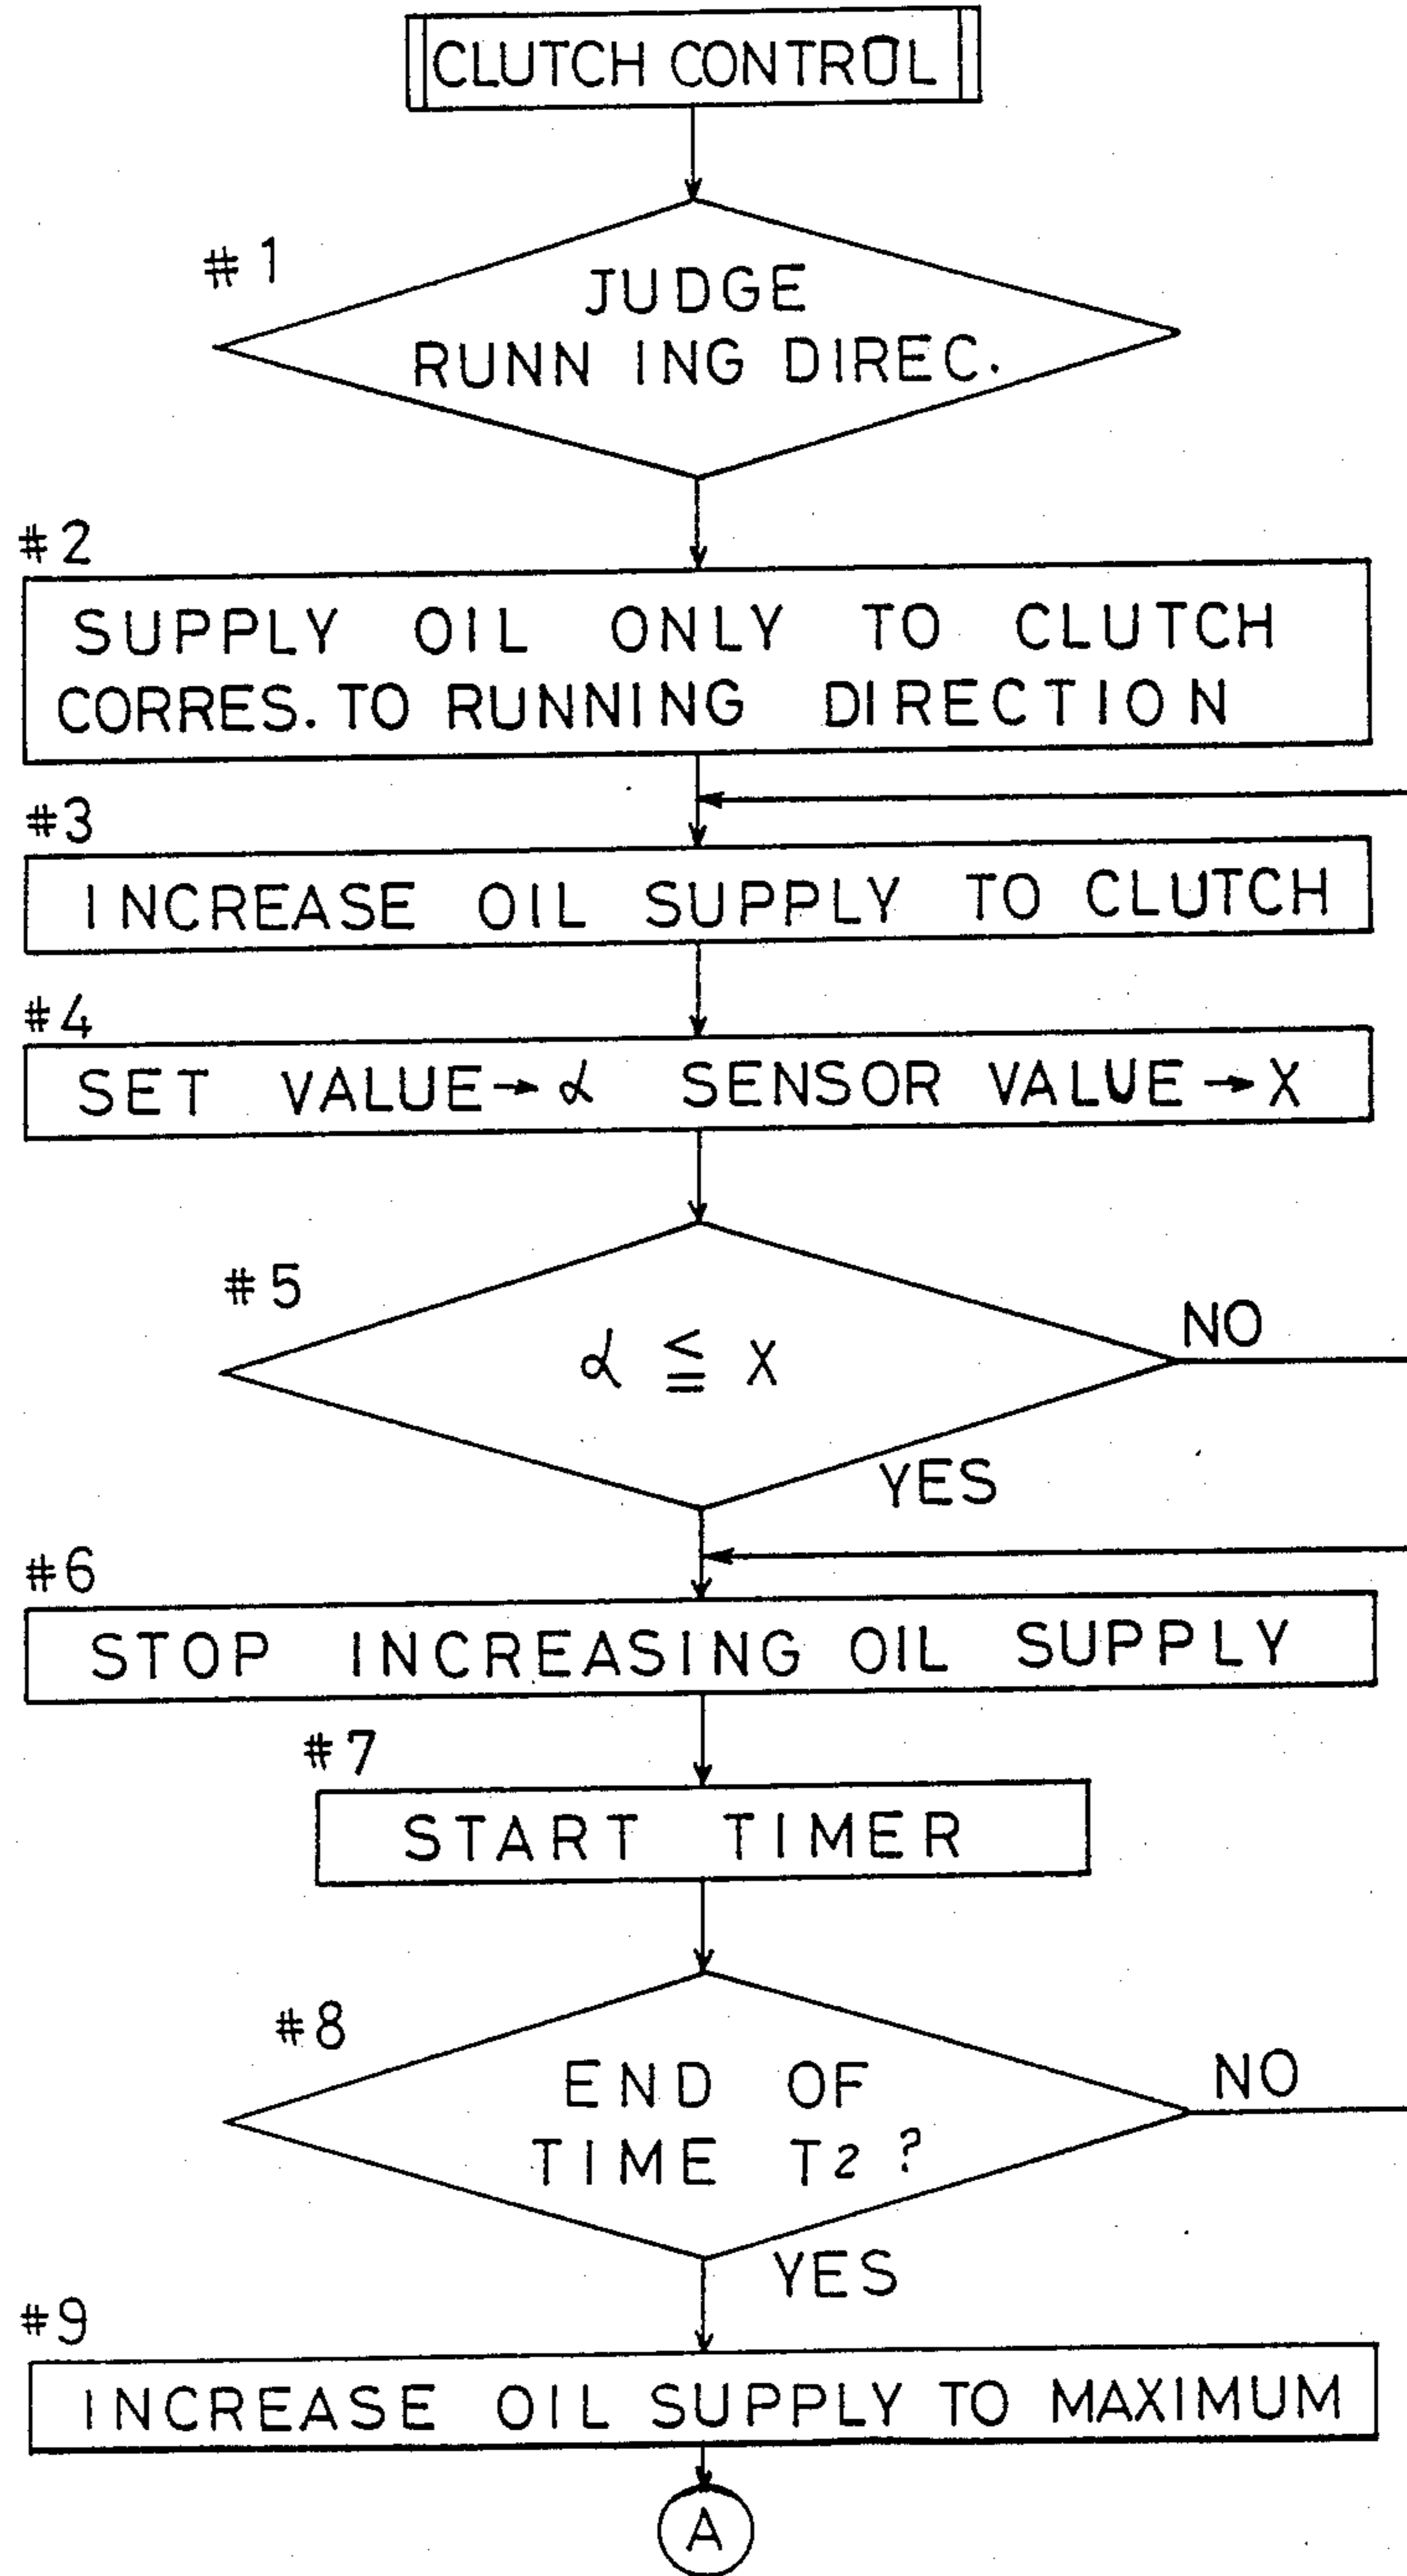 CLUTCH CONTROL
#1
JUDGE
RUNNING DIREC.
#2
SUPPLY OIL ONLY TO CLUTCH
CORRES. TO RUNNING DIRECTION
#3
INCREASE OIL SUPPLY TO CLUTCH
#4
SET VALUE→α SENSOR VALUE→X
#5
α ≦ X
NO
YES
#6
STOP INCREASING OIL SUPPLY
#7
START TIMER
#8
END OF
TIME T2 ?
NO
YES
#9
INCREASE OIL SUPPLY TO MAXIMUM
A